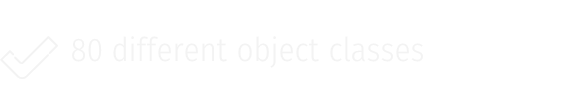 80 different object classes